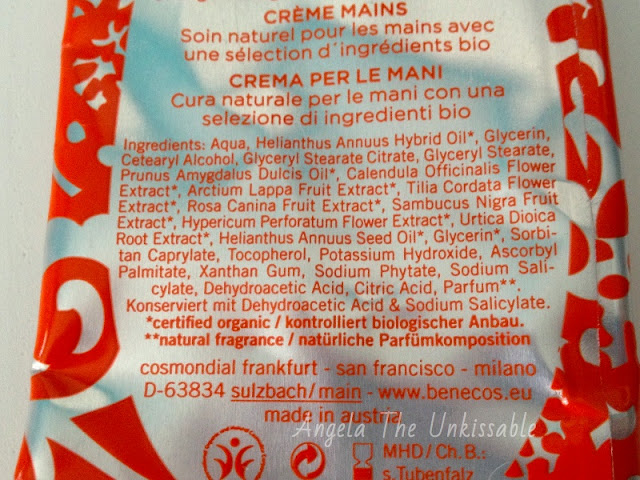 CRÈME MAINS
Soin naturel pour les mains avec
une sélection d´ingrédients bio
CREMA PER LE MANI
Cura naturale per le mani con una
selezione di ingredienti bio
Ingredients: Aqua, Helianthus Annuus Hybrid Oil*, Glycerin,
Cetearyl Alcohol, Glyceryl Stearate Citrate, Glyceryl Stearate,
Prunus Amygdalus Dulcis Oil*, Calendula Officinalis Flower
Extract*, Arctium Lappa Fruit Extract*, Tilia Cordata Flower
Extract*, Rosa Canina Fruit Extract*, Sambucus Nigra Fruit
Extract*, Hypericum Perforatum Flower Extract*, Urtica Dioica
Root Extract*, Helianthus Annuus Seed Oil*, Glycerin*, Sorbi-
tan Caprylate, Tocopherol, Potassium Hydroxide, Ascorbyl
Palmitate, Xanthan Gum, Sodium Phytate, Sodium Sali-
cylate, Dehydroacetic Acid, Citric Acid, Parfum**.
Konserviert mit Dehydroacetic Acid & Sodium Salicylate.
*certified organic / kontrolliert biologischer Anbau.
**natural fragrance / natürliche Parfümkomposition
cosmondial frankfurt - san francisco - milano
D-63834 sulzbach/main - www.benecos.eu
made in austria
Angela The Unkissable
MHD / Ch. B.:
s. Tubenfalz